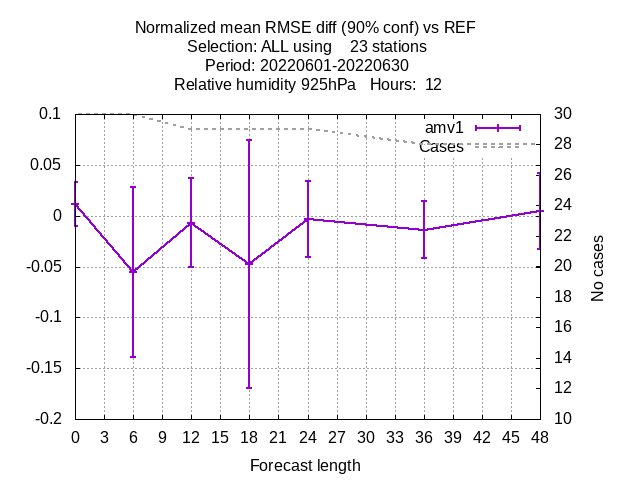 Normalized mean RMSE diff (90% conf) vs REF
Selection: ALL using    23 stations
Period: 20220601-20220630
Relative humidity 925hPa   Hours:  12
amv1
Cases
0.1
0.05
0
-0.05
-0.1
-0.15
-0.2
30
28
26
24
22
20
18
16
14
12
10
No cases
0 3 6 9 12 15 18 21 24 27 30 33 36 39 42 45 48
Forecast length